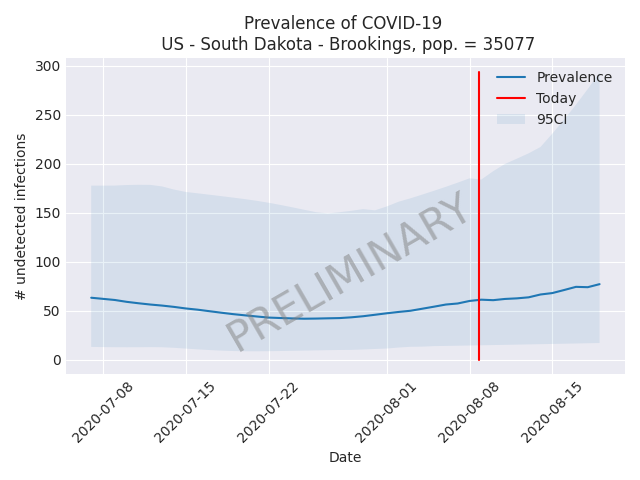 Prevalence of COVID-19
US - South Dakota - Brookings, pop. = 35077
300
250
200
150
100
50
0
# undetected infections
Prevalence
Today
95CI
PRELIMINARY
2020-07-08
2020-07-15
2020-07-22
2020-08-01
2020-08-08
2020-08-15
Date